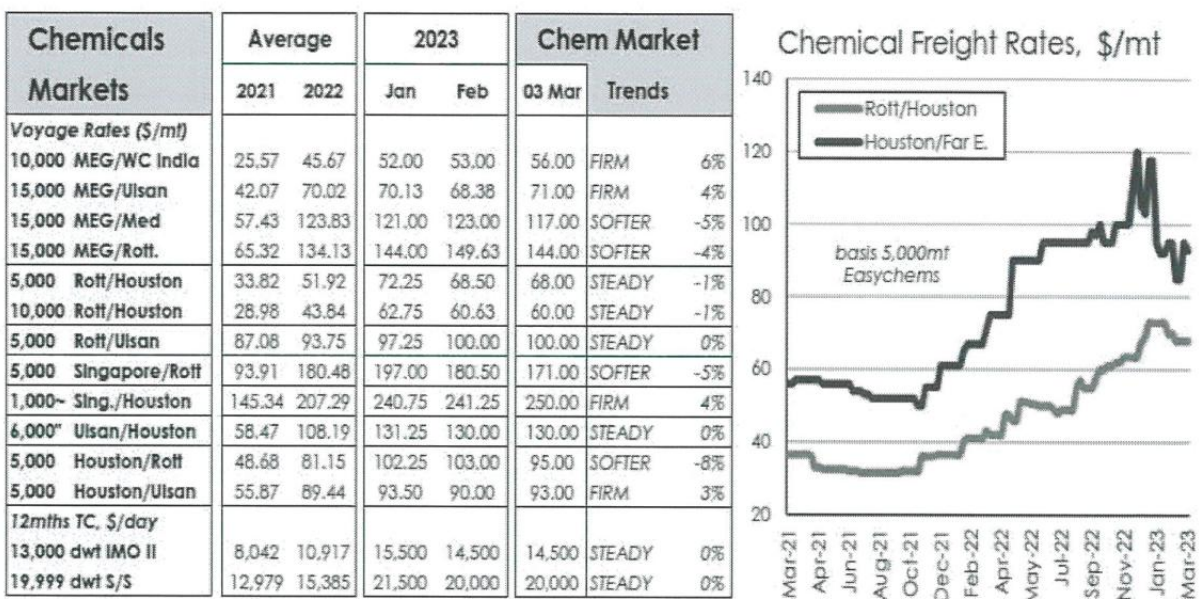 Chemicals Markets Average 2023 Chem Market
2021 2022 Jan Feb 03 Mar Trends
Voyage Rates ($/mt)
10,000 MEG/WC India 25.57 45.67 52.00 53.00 56.00 FIRM 6%
15,000 MEG/Ulsan 42.07 70.02 70.13 68.38 71.00 FIRM 4%
15,000 MEG/Med 57.43 123.83 121.00 123.00 117.00 SOFTER -5%
15,000 MEG/Rott. 65.32 134.13 144.00 149.63 144.00 SOFTER -4%
5,000 Rott/Houston 33.82 51.92 72.25 68.50 68.00 STEADY -1%
10,000 Rott/Houston 28.98 43.84 62.75 60.63 60.00 STEADY -1%
5,000 Rott/Ulsan 87.08 93.75 97.25 100.00 100.00 STEADY 0%
5,000 Singapore/Rott 93.91 180.48 197.00 180.50 171.00 SOFTER -5%
1,000~ Sing./Houston 145.34 207.29 240.75 241.25 250.00 FIRM 4%
6,000" Ulsan/Houston 58.47 108.19 131.25 130.00 130.00 STEADY 0%
5,000 Houston/Rott 48.68 81.15 102.25 103.00 95.00 SOFTER -8%
5,000 Houston/Ulsan 55.87 89.44 93.50 90.00 93.00 FIRM 3%
12mths TC, $/day
13,000 dwt IMO II 8,042 10,917 15,500 14,500 14,500 STEADY 0%
19,999 dwt S/S 12,979 15,385 21,500 20,000 20,000 STEADY 0%
Chemical Freight Rates, $/mt
Rott/Houston
Houston/Far E.
basis 5,000mt
Easychems
140
120
100
80
60
40
20
Mar-21 Apr-21 Jun-21 Aug-21 Oct-21 Dec-21 Feb-22 Apr-22 May-22 Jul-22 Sep-22 Nov-22 Jan-23 Mar-23